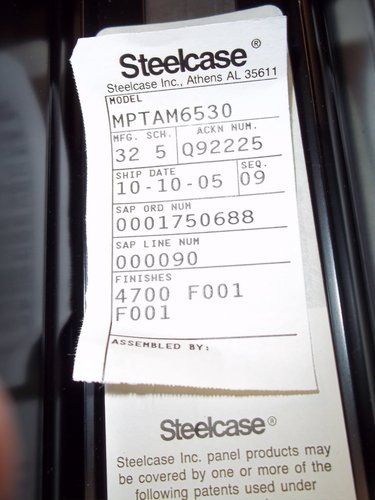 Steelcase ®
Steelcase Inc., Athens AL 35611
MODEL
MPTAM6530
MFG. SCH. ACKN NUM.
32 5 Q92225
SHIP DATE SEQ.
10-10-05 09
SAP ORD NUM
0001750688
SAP LINE NUM
000090
FINISHES
4700 F001
F001
ASSEMBLED BY:
Steelcase®
Steelcase Inc. panel products may
be covered by one or more of the
following patents used under